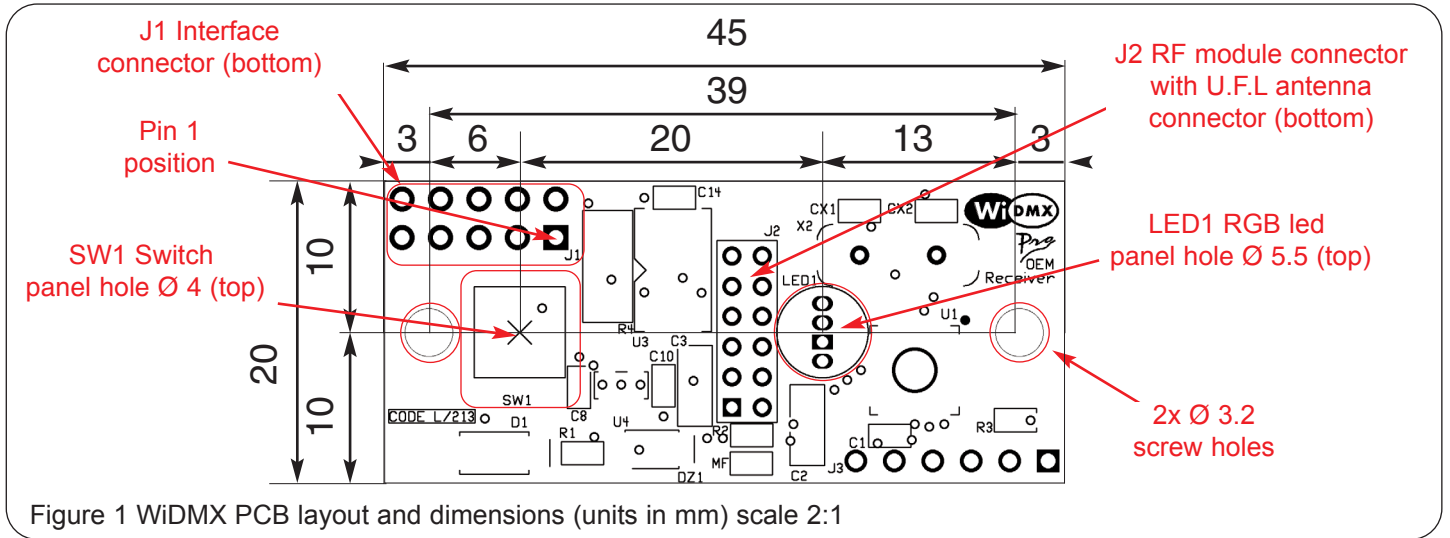 J1 Interface
connector (bottom)
45
J2 RF module connector
with U.F.L antenna
connector (bottom)
39
Pin 1
position
3
6
20
13
3
C14
CX1
CX2
WiDMX
X2
Pro
OEM
Receiver
J1
J2
LED1 RGB led
panel hole Ø 5.5 (top)
SW1 Switch
panel hole Ø 4 (top)
10
LED1
U1
R4
U3
C3
C10
20
10
SW1
C8
CODE L/213
D1
R1
U4
R2
MF
DZ1
C2
C1
J3
R3
2x Ø 3.2
screw holes
Figure 1 WiDMX PCB layout and dimensions (units in mm) scale 2:1